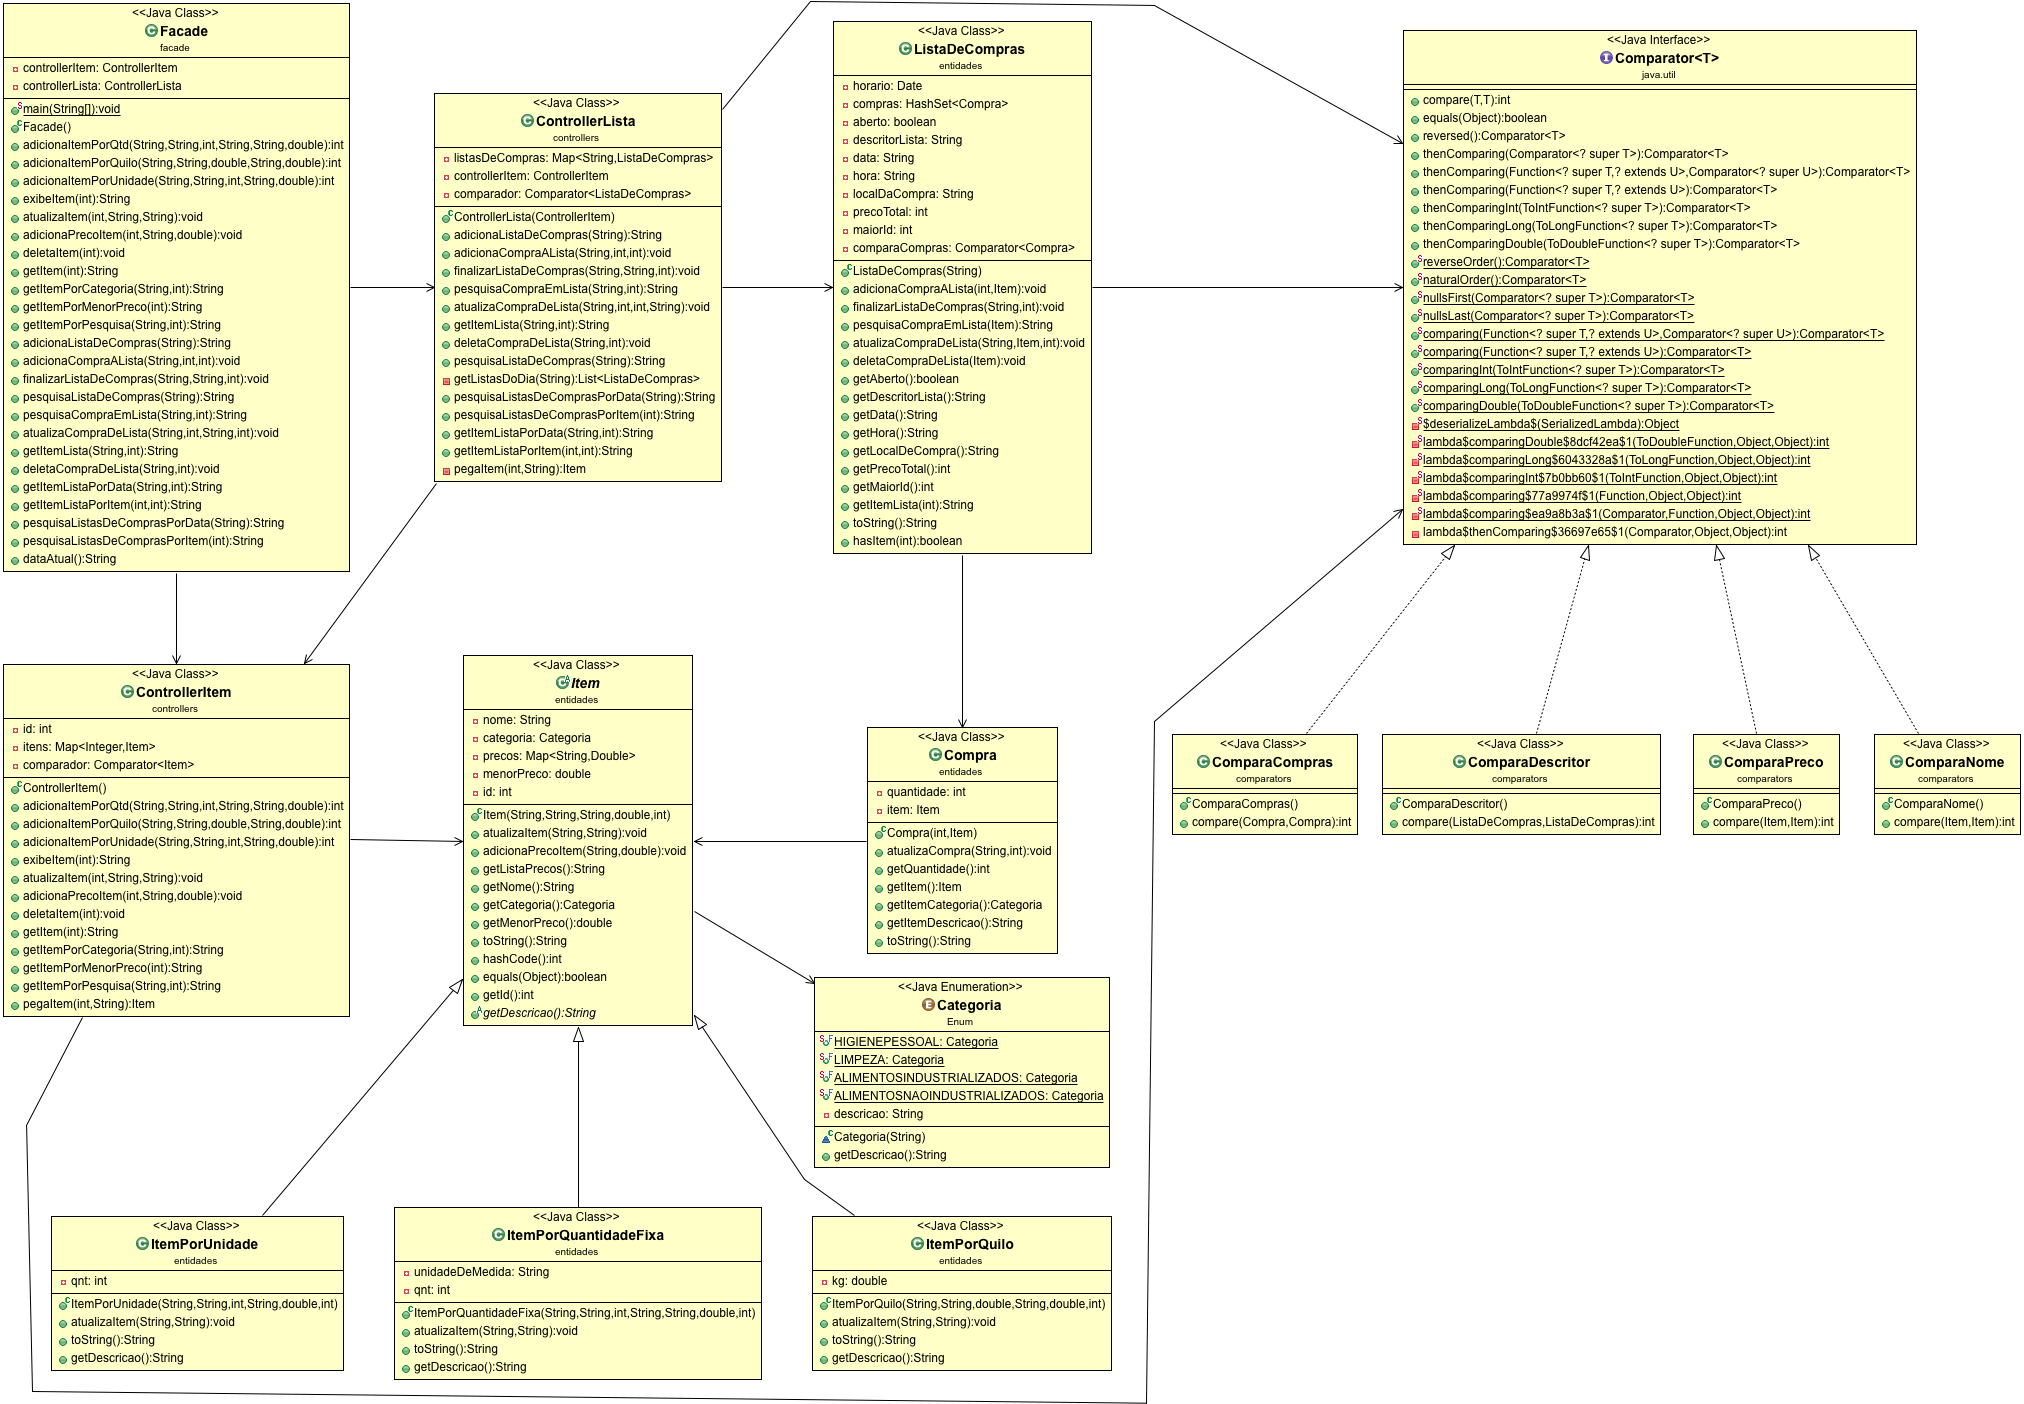 <<Java Class>>
Facade
facade
controllerItem: ControllerItem
controllerLista: ControllerLista
main(String[]):void
Facade()
adicionaItemPorQtd(String,String,int,String,String,double):int
adicionaItemPorQuilo(String,String,double,String,double):int
adicionaItemPorUnidade(String,String,int,String,double):int
exibeItem(int):String
atualizaItem(int,String,String):void
adicionaPrecoItem(int,String,double):void
deletaItem(int):void
getItem(int):String
getItemPorCategoria(String,int):String
getItemPorMenorPreco(int):String
getItemPorPesquisa(String,int):String
adicionaListaDeCompras(String):String
adicionaCompraALista(String,int,int):void
finalizarListaDeCompras(String,String,int):void
pesquisaListaDeCompras(String):String
pesquisaCompraEmLista(String,int):String
atualizaCompraDeLista(String,int,String,int):void
getItemLista(String,int):String
deletaCompraDeLista(String,int):void
getItemListaPorData(String,int):String
getItemListaPorItem(int,int):String
pesquisaListasDeComprasPorData(String):String
pesquisaListasDeComprasPorItem(int):String
dataAtual():String
<<Java Class>>
ControllerLista
controllers
listasDeCompras: Map<String,ListaDeCompras>
controllerItem: ControllerItem
comparador: Comparator<ListaDeCompras>
ControllerLista(ControllerItem)
adicionaListaDeCompras(String):String
adicionaCompraALista(String,int,int):void
finalizarListaDeCompras(String,String,int):void
pesquisaCompraEmLista(String,int):String
atualizaCompraDeLista(String,int,int,String):void
getItemLista(String,int):String
deletaCompraDeLista(String,int):void
pesquisaListaDeCompras(String):String
getListasDoDia(String):List<ListaDeCompras>
pesquisaListasDeComprasPorData(String):String
pesquisaListasDeComprasPorItem(int):String
getItemListaPorData(String,int):String
getItemListaPorItem(int,int):String
pegaItem(int,String):Item
<<Java Class>>
ListaDeCompras
entidades
horario: Date
compras: HashSet<Compra>
aberto: boolean
descritorLista: String
data: String
hora: String
localDaCompra: String
precoTotal: int
maiorId: int
comparaCompras: Comparator<Compra>
ListaDeCompras(String)
adicionaCompraALista(int,Item):void
finalizarListaDeCompras(String,int):void
pesquisaCompraEmLista(Item):String
atualizaCompraDeLista(String,Item,int):void
deletaCompraDeLista(Item):void
getAberto():boolean
getDescritorLista():String
getData():String
getHora():String
getLocalDeCompra():String
getPrecoTotal():int
getMaiorId():int
getItemLista(int):String
toString():String
hasItem(int):boolean
<<Java Interface>>
Comparator<T>
java.util
compare(T,T):int
equals(Object):boolean
reversed():Comparator<T>
thenComparing(Comparator<? super T>):Comparator<T>
thenComparing(Function<? super T,? extends U>,Comparator<? super U>):Comparator<T>
thenComparing(Function<? super T,? extends U>):Comparator<T>
thenComparingInt(ToIntFunction<? super T>):Comparator<T>
thenComparingLong(ToLongFunction<? super T>):Comparator<T>
thenComparingDouble(ToDoubleFunction<? super T>):Comparator<T>
reverseOrder():Comparator<T>
naturalOrder():Comparator<T>
nullsFirst(Comparator<? super T>):Comparator<T>
nullsLast(Comparator<? super T>):Comparator<T>
comparing(Function<? super T,? extends U>,Comparator<? super U>):Comparator<T>
comparing(Function<? super T,? extends U>):Comparator<T>
comparingInt(ToIntFunction<? super T>):Comparator<T>
comparingLong(ToLongFunction<? super T>):Comparator<T>
comparingDouble(ToDoubleFunction<? super T>):Comparator<T>
$deserializeLambda$(SerializedLambda):Object
lambda$comparingDouble$8dcf42ea$1(ToDoubleFunction,Object,Object):int
lambda$comparingLong$6043328a$1(ToLongFunction,Object,Object):int
lambda$comparingInt$7b0bb60$1(ToIntFunction,Object,Object):int
lambda$comparing$77a9974f$1(Function,Object,Object):int
lambda$comparing$ea9a8b3a$1(Comparator,Function,Object,Object):int
lambda$thenComparing$36697e65$1(Comparator,Object,Object):int
<<Java Class>>
ControllerItem
controllers
id: int
itens: Map<Integer,Item>
comparador: Comparator<Item>
ControllerItem()
adicionaItemPorQtd(String,String,int,String,String,double):int
adicionaItemPorQuilo(String,String,double,String,double):int
adicionaItemPorUnidade(String,String,int,String,double):int
exibeItem(int):String
atualizaItem(int,String,String):void
adicionaPrecoItem(int,String,double):void
deletaItem(int):void
getItem(int):String
getItemPorCategoria(String,int):String
getItemPorMenorPreco(int):String
getItemPorPesquisa(String,int):String
pegaItem(int,String):Item
<<Java Class>>
Item
entidades
nome: String
categoria: Categoria
precos: Map<String,Double>
menorPreco: double
id: int
Item(String,String,String,double,int)
atualizaItem(String,String):void
adicionaPrecoItem(String,double):void
getListaPrecos():String
getNome():String
getCategoria():Categoria
getMenorPreco():double
toString():String
hashCode():int
equals(Object):boolean
getId():int
getDescricao():String
<<Java Class>>
Compra
entidades
quantidade: int
item: Item
Compra(int,Item)
atualizaCompra(String,int):void
getQuantidade():int
getItem():Item
getItemCategoria():Categoria
getItemDescricao():String
toString():String
<<Java Class>>
ComparaCompras
comparators
ComparaCompras()
compare(Compra,Compra):int
<<Java Class>>
ComparaDescritor
comparators
ComparaDescritor()
compare(ListaDeCompras,ListaDeCompras):int
<<Java Class>>
ComparaPreco
comparators
ComparaPreco()
compare(Item,Item):int
<<Java Class>>
ComparaNome
comparators
ComparaNome()
compare(Item,Item):int
<<Java Enumeration>>
Categoria
Enum
HIGIENEPESSOAL: Categoria
LIMPEZA: Categoria
ALIMENTOSINDUSTRIALIZADOS: Categoria
ALIMENTOSNAOINDUSTRIALIZADOS: Categoria
descricao: String
Categoria(String)
getDescricao():String
<<Java Class>>
ItemPorUnidade
entidades
qnt: int
ItemPorUnidade(String,String,int,String,double,int)
atualizaItem(String,String):void
toString():String
getDescricao():String
<<Java Class>>
ItemPorQuantidadeFixa
entidades
unidadeDeMedida: String
qnt: int
ItemPorQuantidadeFixa(String,String,int,String,String,double,int)
atualizaItem(String,String):void
toString():String
getDescricao():String
<<Java Class>>
ItemPorQuilo
entidades
kg: double
ItemPorQuilo(String,String,double,String,double,int)
atualizaItem(String,String):void
toString():String
getDescricao():String